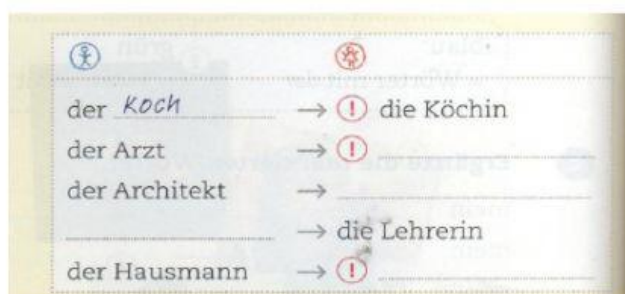 der Koch → ! die Köchin
der Arzt → !
der Architekt →
→ die Lehrerin
der Hausmann → !